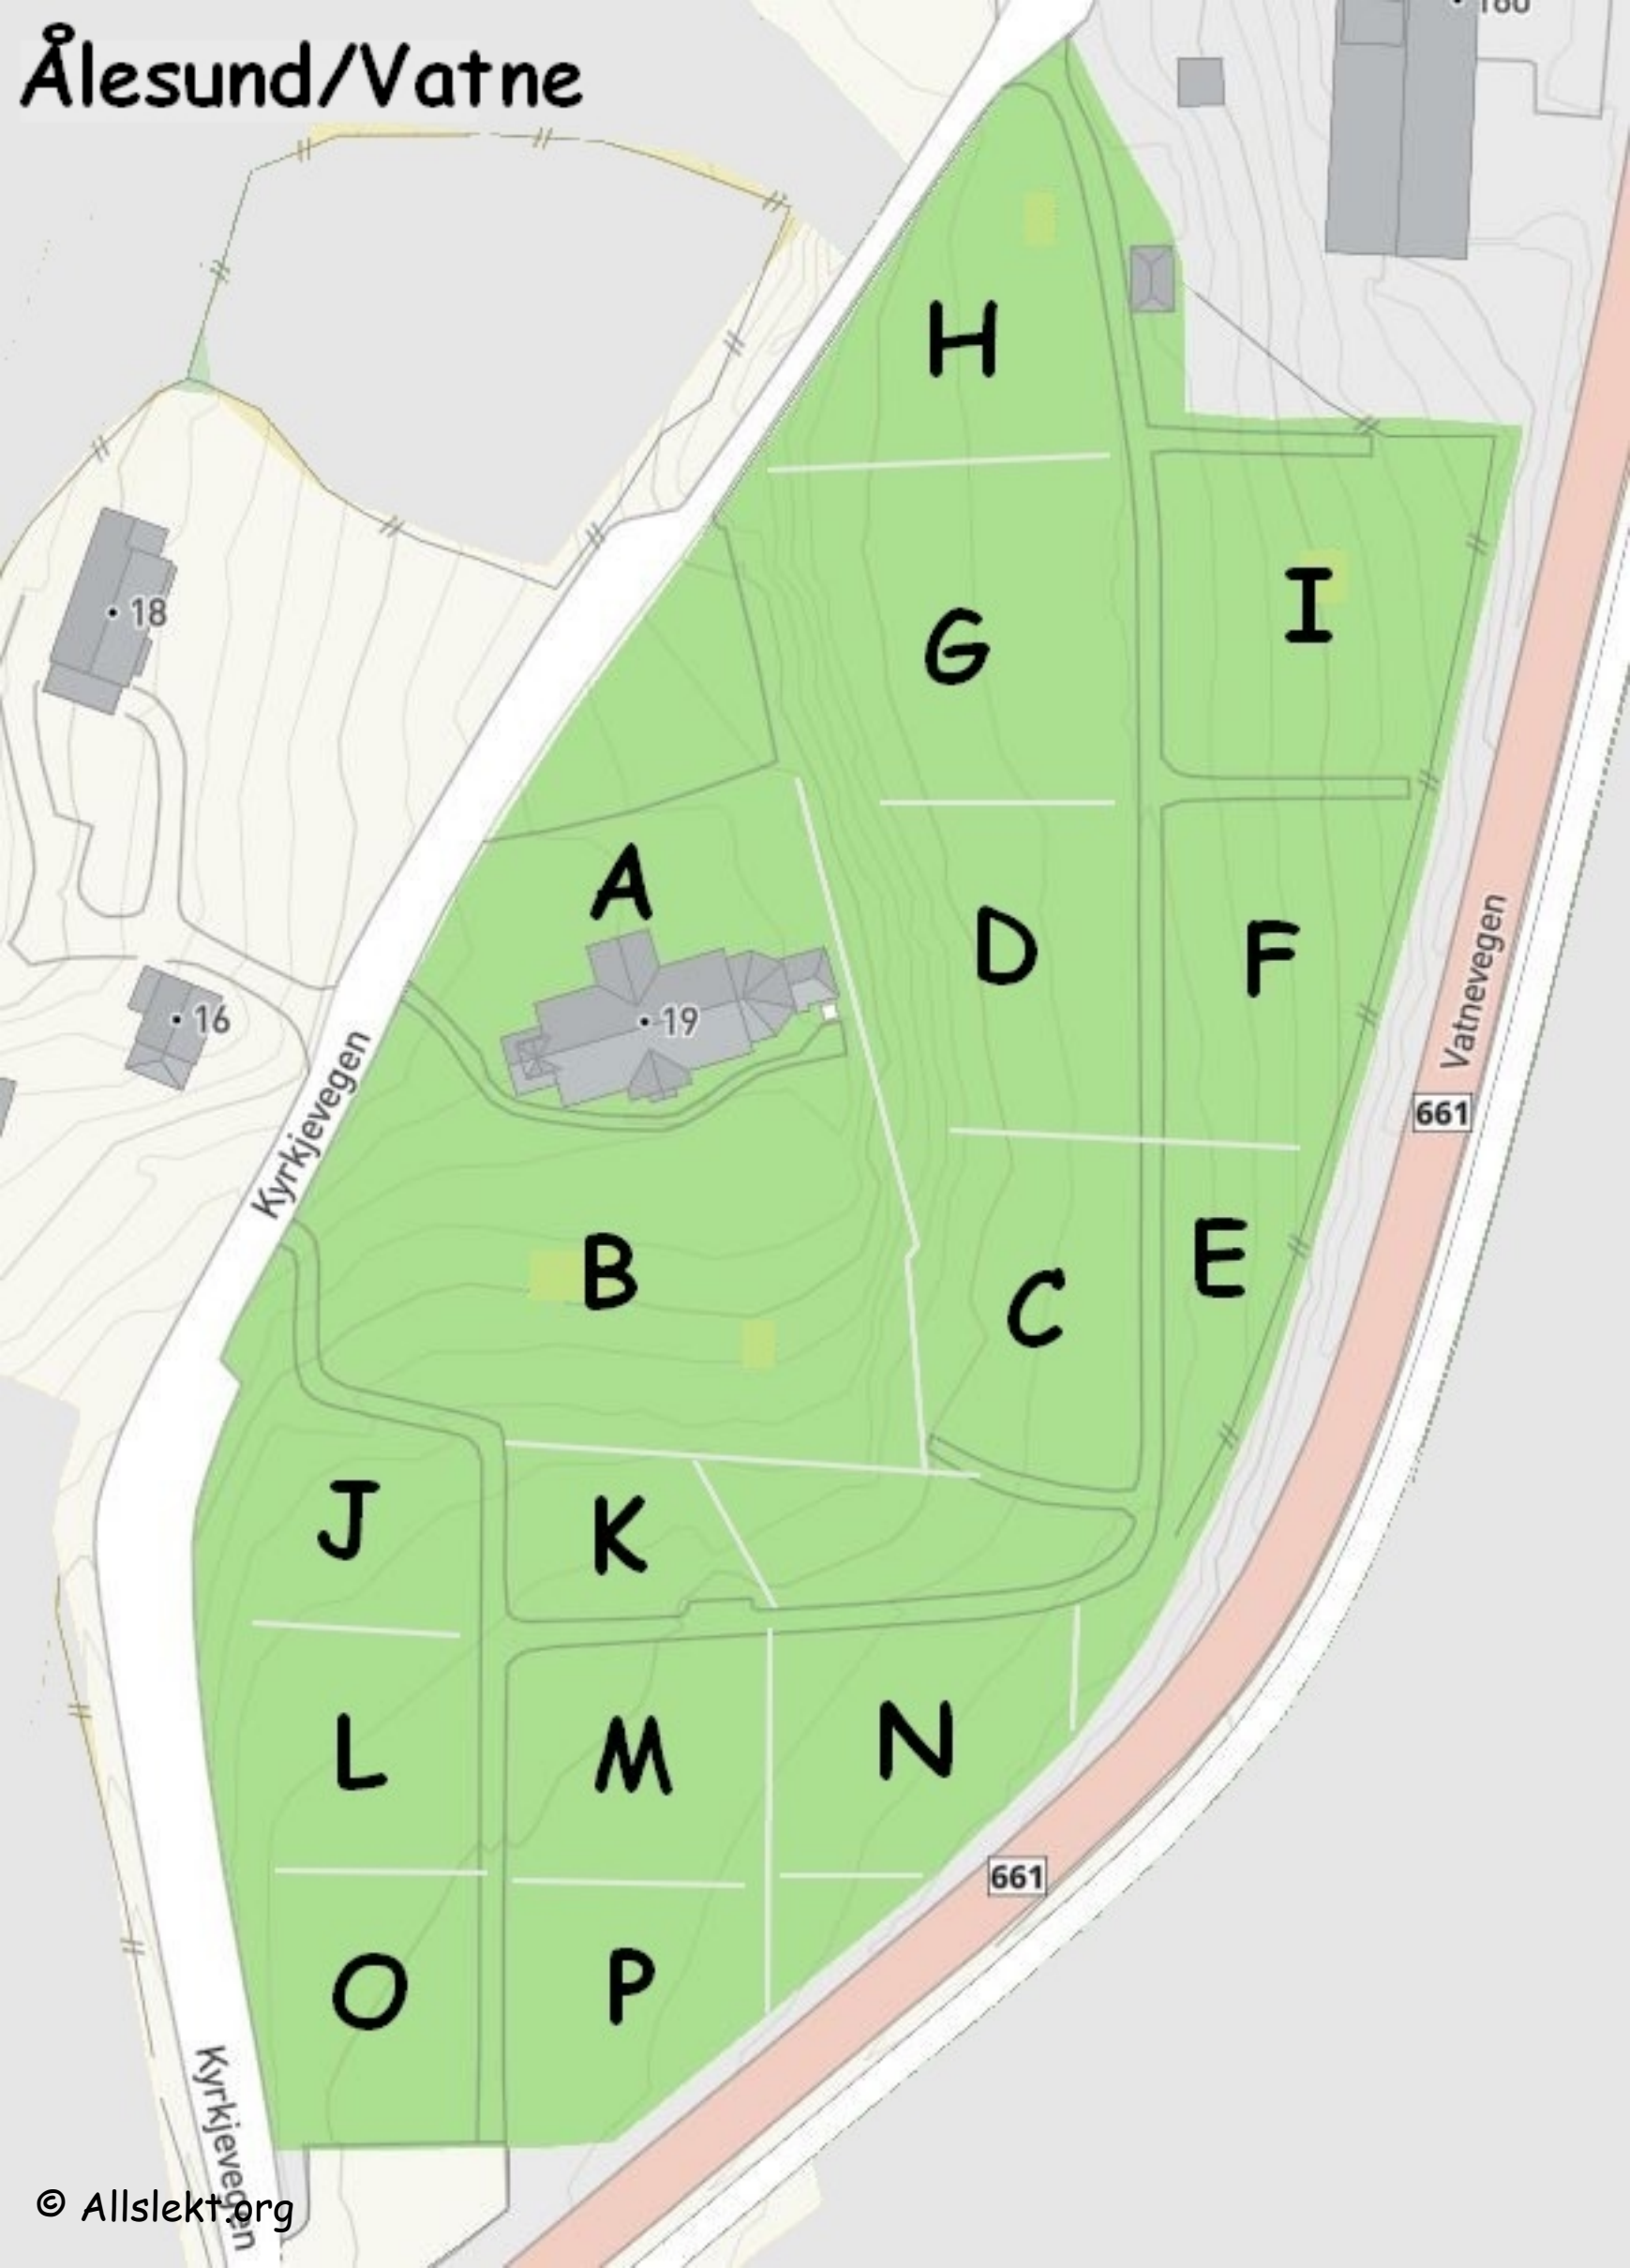 Ålesund/Vatne
H
18
I
G
A
D
F
16
19
Vatnevegen
661
Kyrkjevegen
B
E
C
J
K
L
M
N
661
O
P
Kyrkjevegen
© Allslekt.org